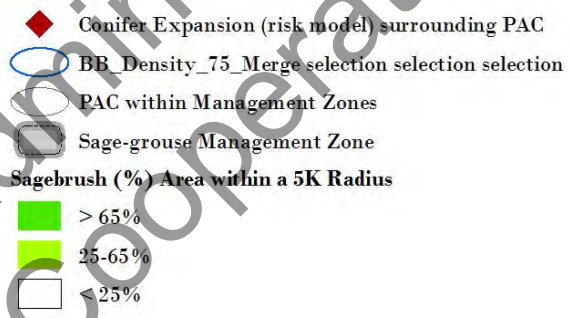 Conifer Expansion (risk model) surrounding PAC
BB_Density_75_Merge selection selection selection
PAC within Management Zones
Sage-grouse Management Zone
Sagebrush (%) Area within a 5K Radius
> 65%
25-65%
< 25%